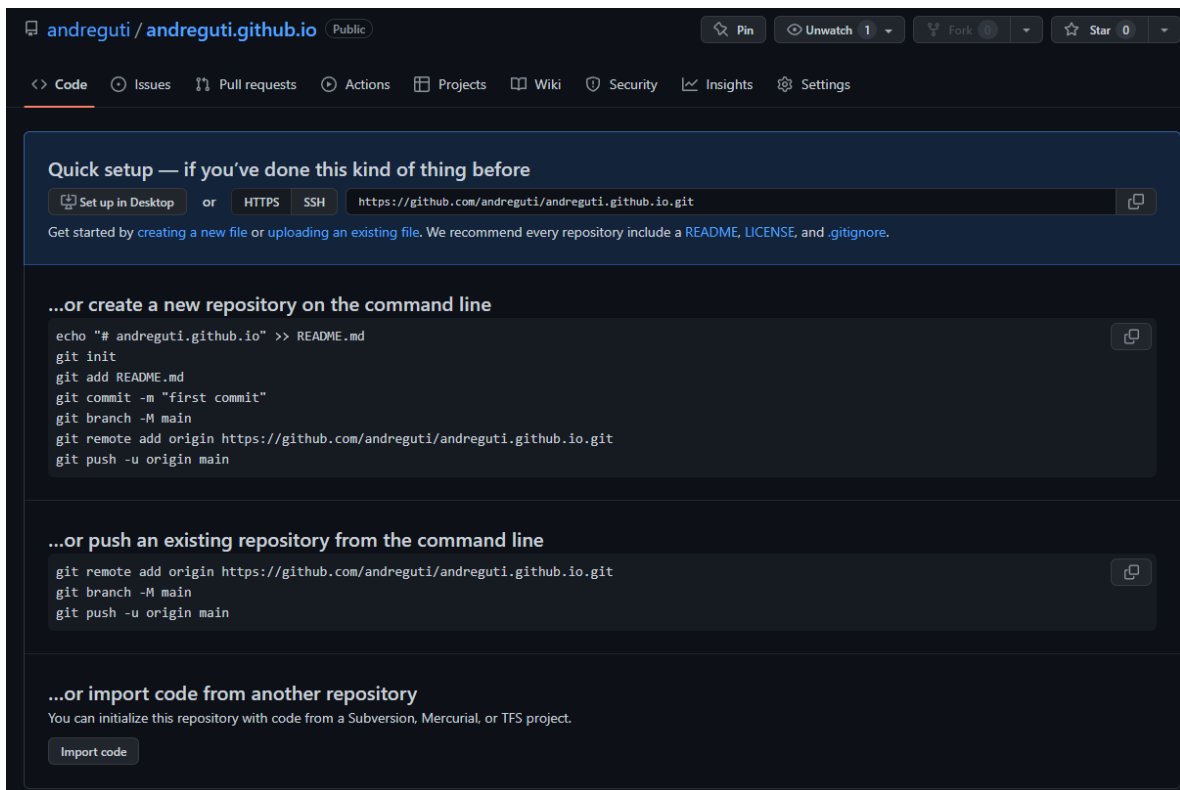 andreguti / andreguti.github.io Public Pin Unwatch 1 Fork 0 Star 0
<> Code Issues Pull requests Actions Projects Wiki Security Insights Settings
Quick setup — if you’ve done this kind of thing before
Set up in Desktop or HTTPS SSH https://github.com/andreguti/andreguti.github.io.git
Get started by creating a new file or uploading an existing file. We recommend every repository include a README, LICENSE, and .gitignore.
…or create a new repository on the command line
echo "# andreguti.github.io" >> README.md
git init
git add README.md
git commit -m "first commit"
git branch -M main
git remote add origin https://github.com/andreguti/andreguti.github.io.git
git push -u origin main
…or push an existing repository from the command line
git remote add origin https://github.com/andreguti/andreguti.github.io.git
git branch -M main
git push -u origin main
…or import code from another repository
You can initialize this repository with code from a Subversion, Mercurial, or TFS project.
Import code